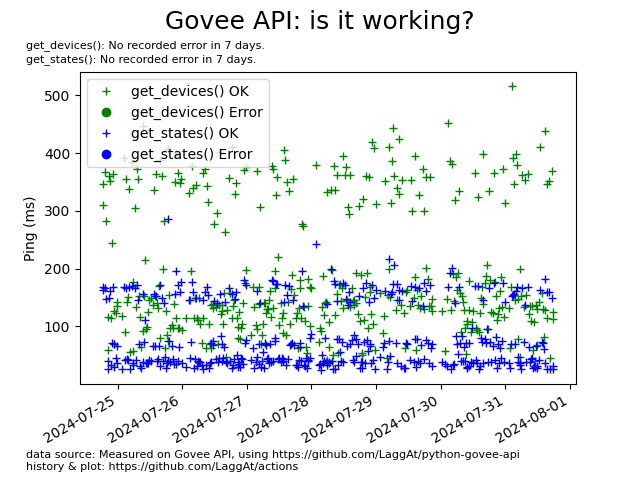 Govee API: is it working?
get_devices(): No recorded error in 7 days.
get_states(): No recorded error in 7 days.
get_devices() OK
get_devices() Error
get_states() OK
get_states() Error
Ping (ms)
500
400
300
200
100
2024-07-25
2024-07-26
2024-07-27
2024-07-28
2024-07-29
2024-07-30
2024-07-31
2024-08-01
data source: Measured on Govee API, using https://github.com/LaggAt/python-govee-api
history & plot: https://github.com/LaggAt/actions